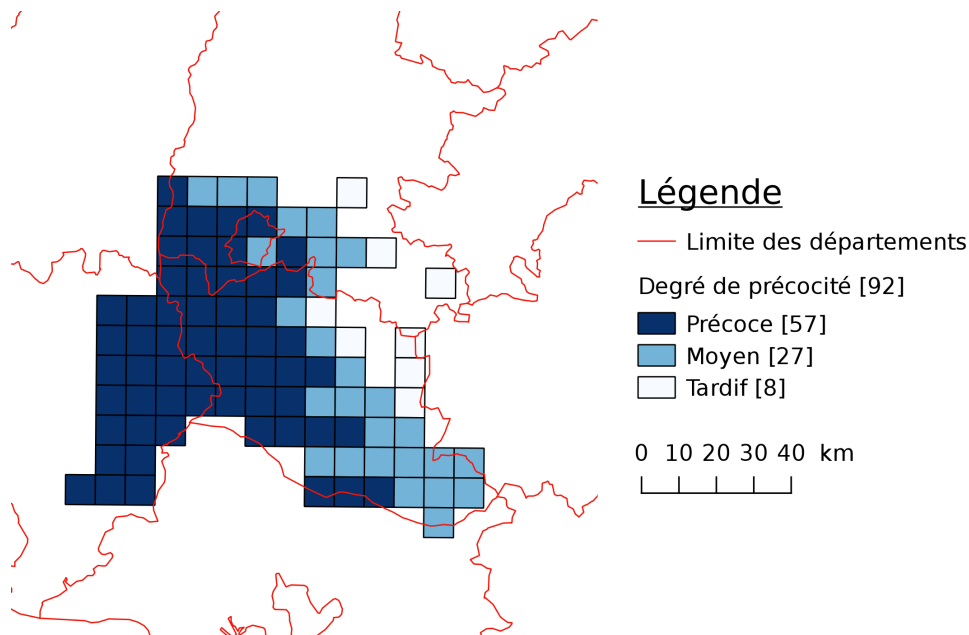 Légende
Limite des départements
Degré de précocité [92]
Précoce [57]
Moyen [27]
Tardif [8]
0 10 20 30 40 km